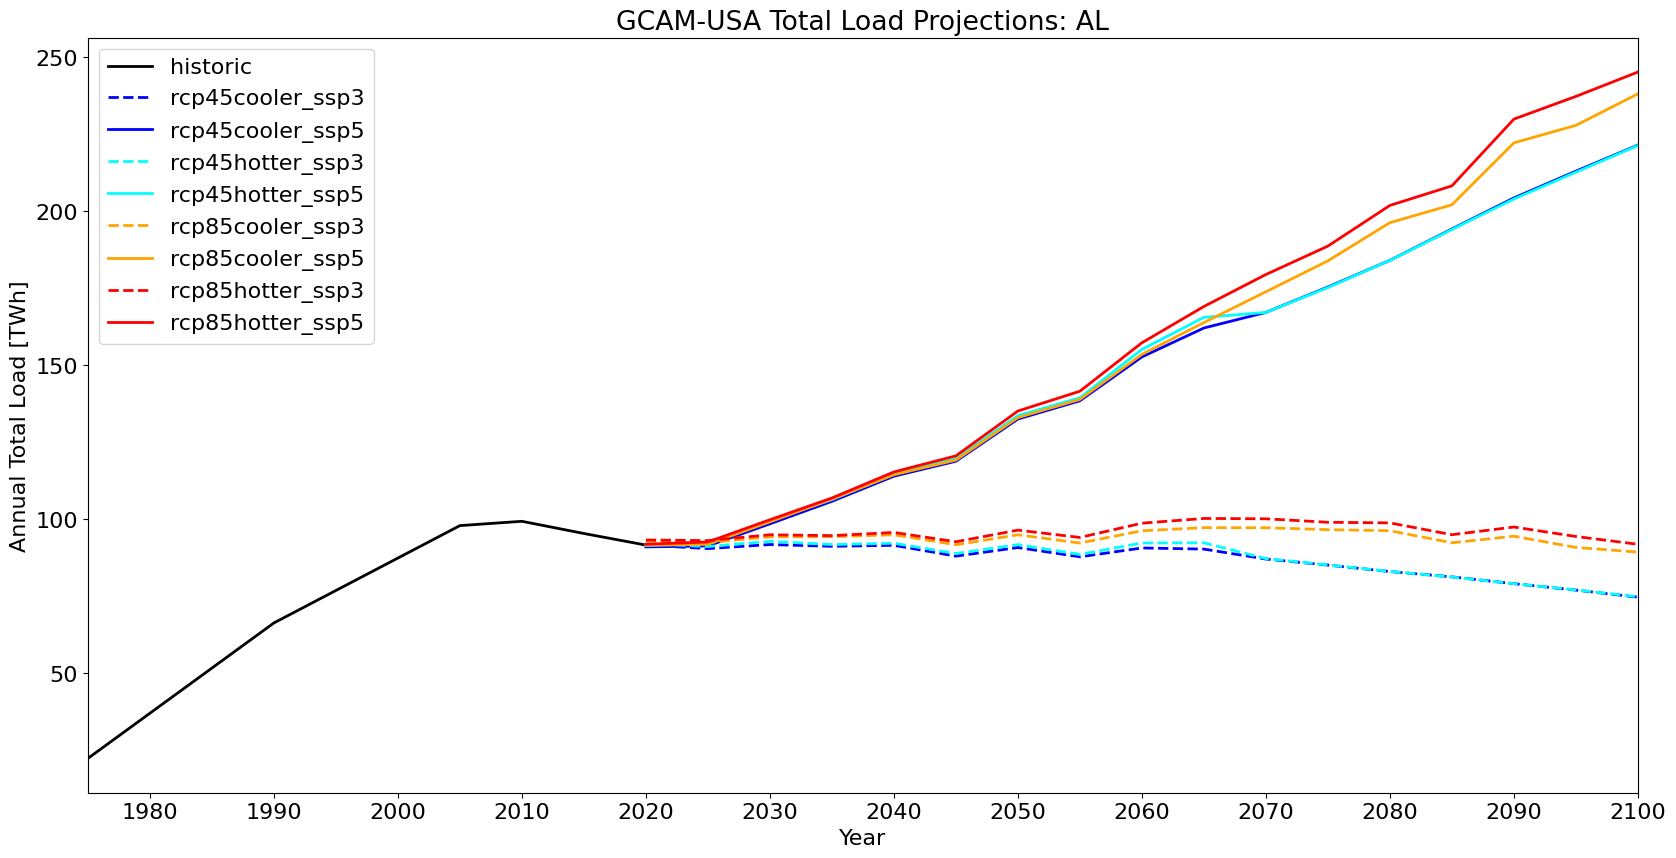 GCAM-USA Total Load Projections: AL
250
200
150
100
50
Annual Total Load [TWh]
historic
rcp45cooler_ssp3
rcp45cooler_ssp5
rcp45hotter_ssp3
rcp45hotter_ssp5
rcp85cooler_ssp3
rcp85cooler_ssp5
rcp85hotter_ssp3
rcp85hotter_ssp5
1980 1990 2000 2010 2020 2030 2040 2050 2060 2070 2080 2090 2100
Year